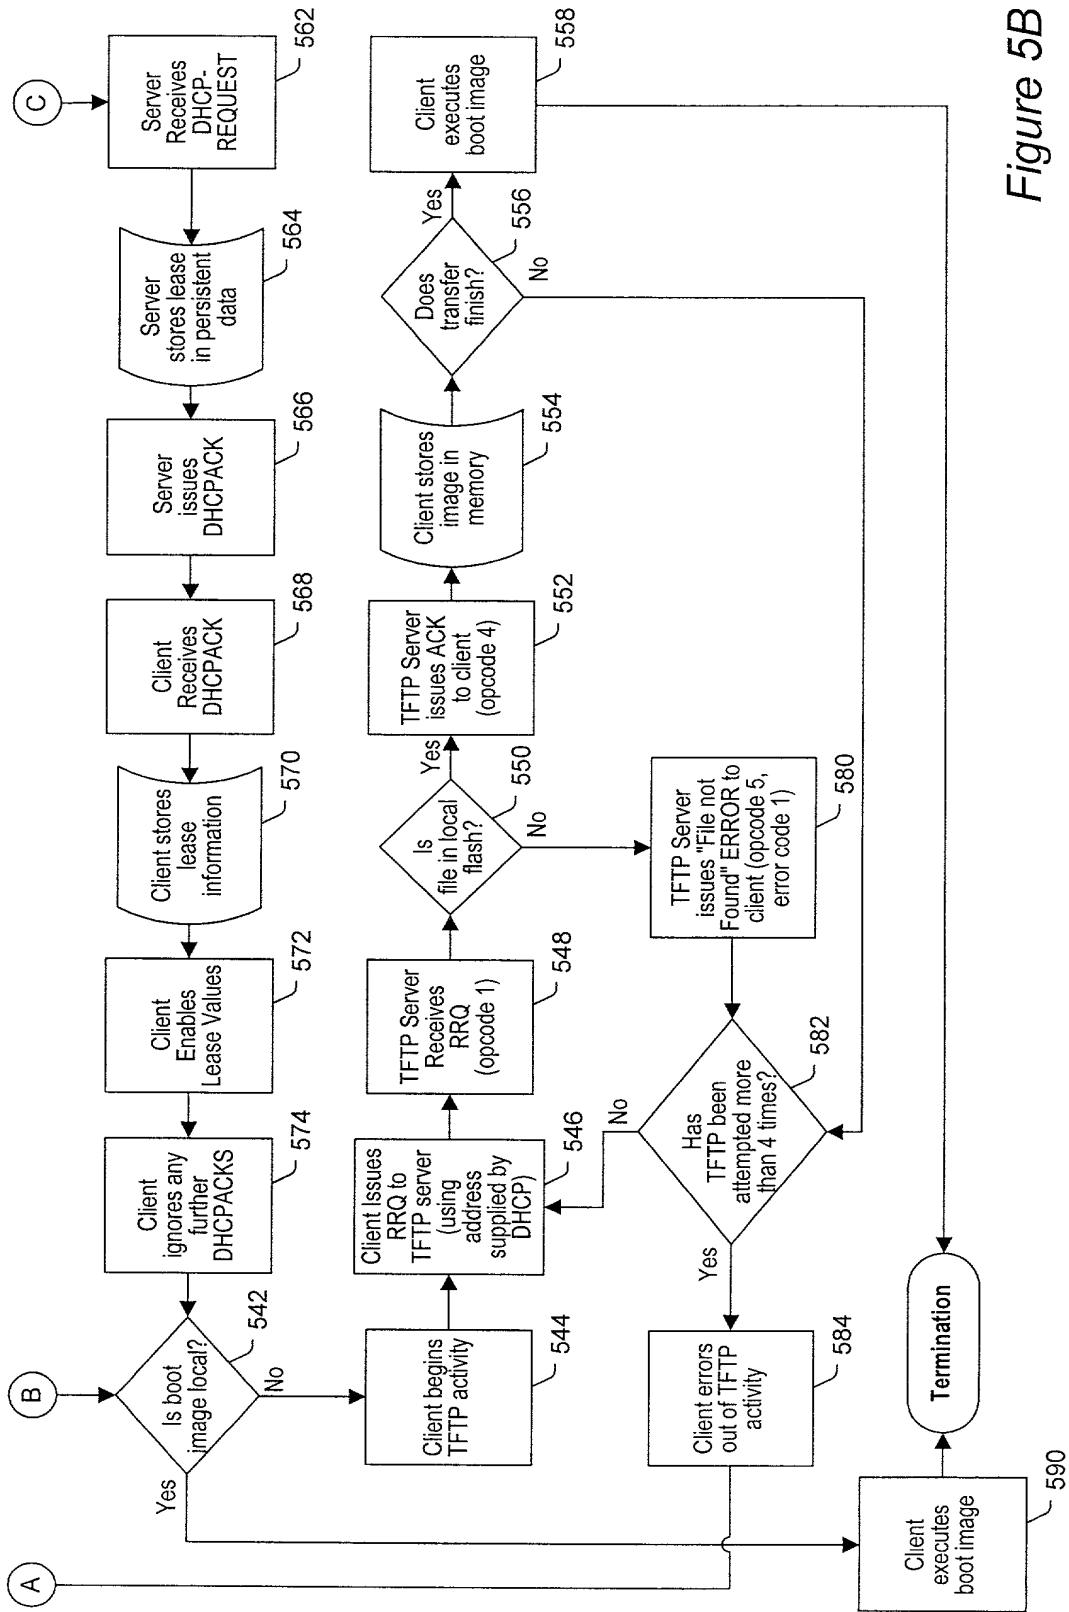 C
Server
Receives
DHCP-
REQUEST
562
Server
stores lease
in persistent
data
564
Server
issues
DHCPACK
566
Client
Receives
DHCPACK
568
Client stores
lease
information
570
Client
Enables
Lease Values
572
Client
ignores any
further
DHCPACKS
574
B
Is boot
image local?
542
Yes
No
A
Client begins
TFTP activity
544
Client Issues
RRQ to
TFTP server
(using
address
supplied by
DHCP)
546
TFTP Server
Receives
RRQ
(opcode 1)
548
Is
file in local
flash?
550
Yes
No
TFTP Server
issues ACK
to client
(opcode 4)
552
Client stores
image in
memory
554
Does
transfer
finish?
556
Yes
No
Client
executes
boot image
558
TFTP Server
issues "File not
Found" ERROR to
client (opcode 5,
error code 1)
580
Has
TFTP been
attempted more
than 4 times?
582
No
Yes
Client errors
out of TFTP
activity
584
Client
executes
boot image
590
Termination
Figure 5B